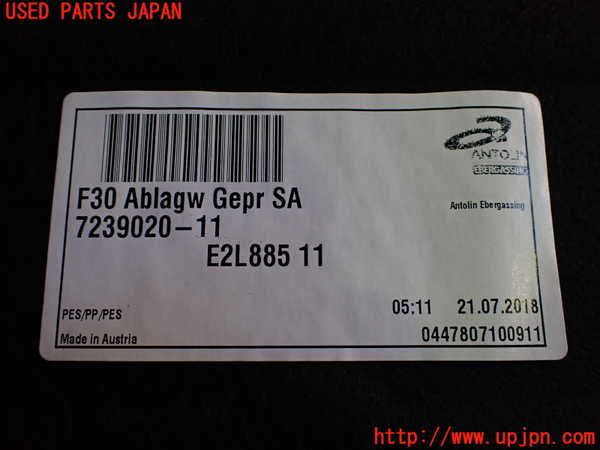 USED PARTS JAPAN
ANTOLIN
EBERGASSING
F30 Ablagw Gepr SA
Antolin Ebergassing
7239020-11
E2L885 11
05:11 21.07.2018
PES/PP/PES
Made in Austria
0447807100911
http://www.upjpn.com/